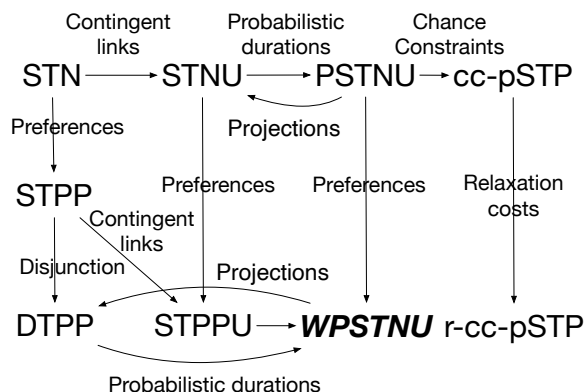 Contingent links
Probabilistic durations
Chance Constraints
STN
STNU
PSTNU
cc-pSTP
Projections
Preferences
Preferences
Preferences
Relaxation costs
STPP
Contingent links
Disjunction
Projections
DTPP
STPPU
WPSTNU
r-cc-pSTP
Probabilistic durations